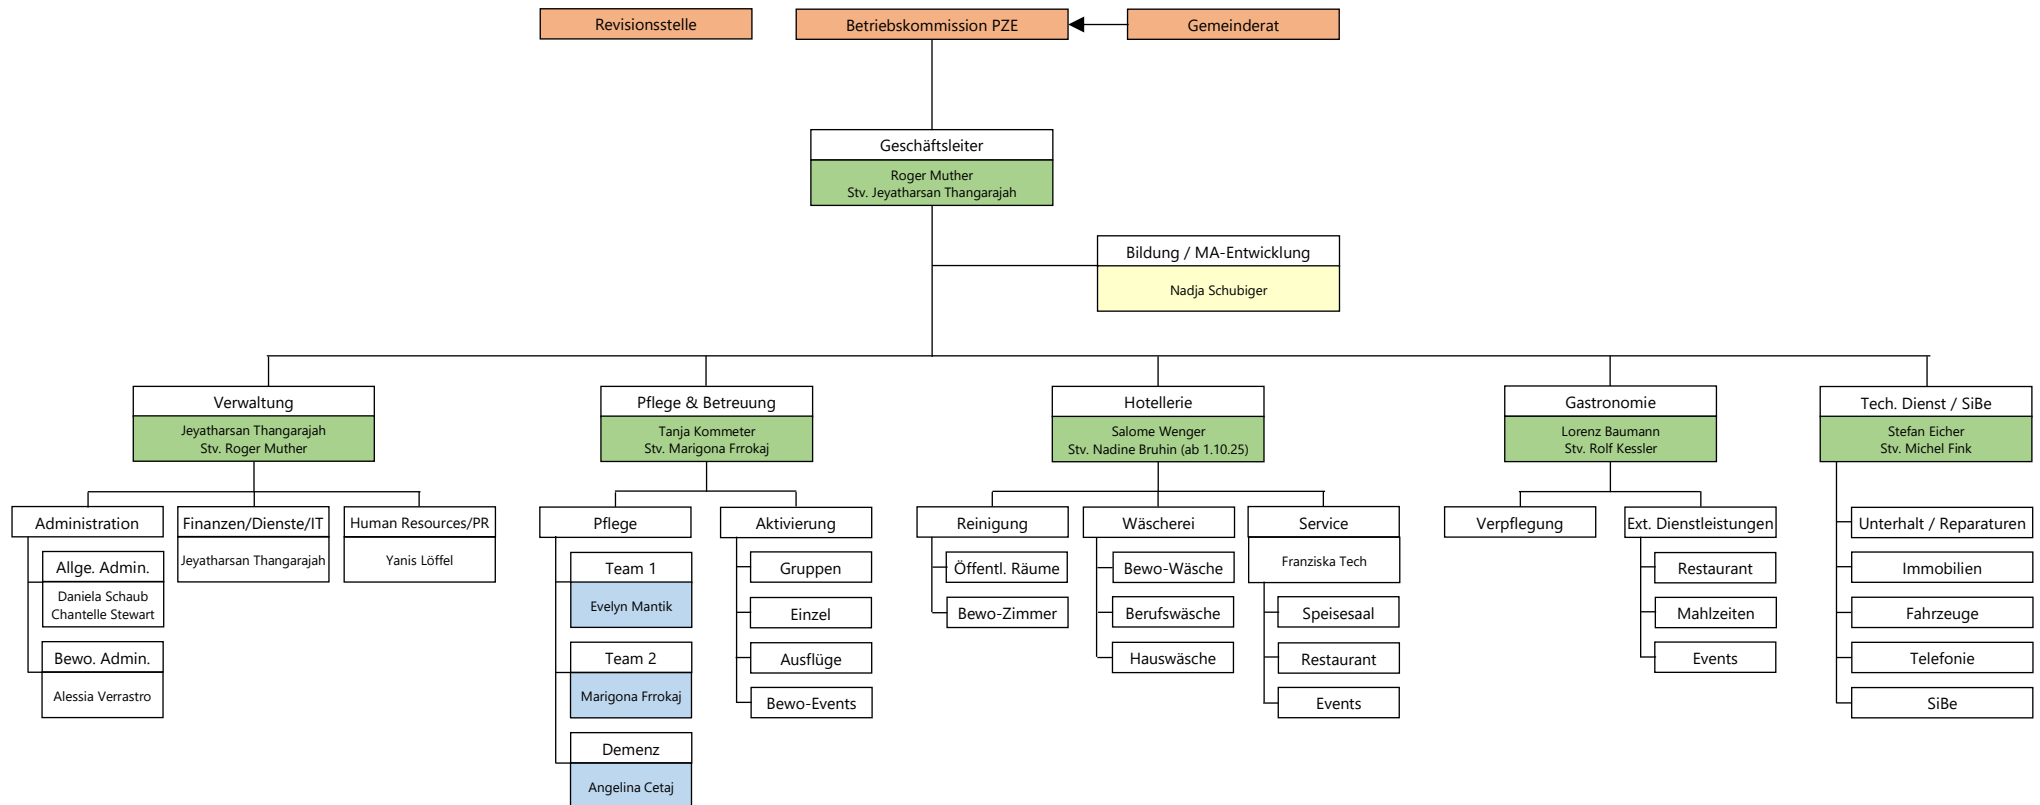 Revisionsstelle
Betriebskommission PZE
Gemeinderat
Geschäftsleiter
Roger Muther
Stv. Jeyatharsan Thangarajah
Bildung / MA-Entwicklung
Nadja Schubiger
Verwaltung
Jeyatharsan Thangarajah
Stv. Roger Muther
Pflege & Betreuung
Tanja Kommeter
Stv. Marigona Frrokaj
Hotellerie
Salome Wenger
Stv. Nadine Bruhin (ab 1.10.25)
Gastronomie
Lorenz Baumann
Stv. Rolf Kessler
Tech. Dienst / SiBe
Stefan Eicher
Stv. Michel Fink
Administration
Allge. Admin.
Daniela Schaub
Chantelle Stewart
Bewo. Admin.
Alessia Verrastro
Finanzen/Dienste/IT
Jeyatharsan Thangarajah
Human Resources/PR
Yanis Löffel
Pflege
Team 1
Evelyn Mantik
Team 2
Marigona Frrokaj
Demenz
Angelina Cetaj
Aktivierung
Gruppen
Einzel
Ausflüge
Bewo-Events
Reinigung
Öffentl. Räume
Bewo-Zimmer
Wäscherei
Bewo-Wäsche
Berufswäsche
Hauswäsche
Service
Franziska Tech
Speisesaal
Restaurant
Events
Verpflegung
Ext. Dienstleistungen
Restaurant
Mahlzeiten
Events
Unterhalt / Reparaturen
Immobilien
Fahrzeuge
Telefonie
SiBe